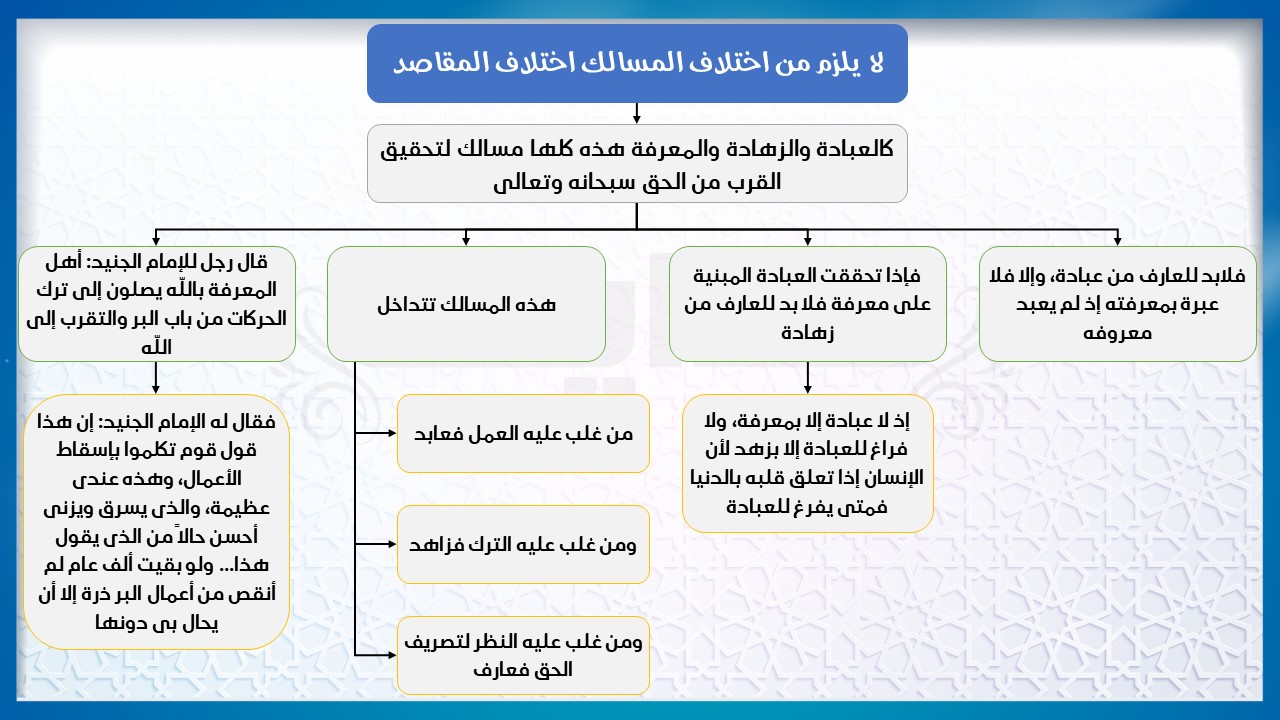 لا يلزم من اختلاف المسالك اختلاف المقاصد
كالعبادة والزهادة والمعرفة هذه كلها مسالك لتحقيق
القرب من الحق سبحانه وتعالى
فلابد للعارف من عبادة، وإلا فلا
عبرة بمعرفته إذ لم يعبد
معروفه
فإذا تحققت العبادة المبنية
على معرفة فلا بد للعارف من
زهادة
إذ لا عبادة إلا بمعرفة، ولا
فراغ للعبادة إلا بزهد لأن
الإنسان إذا تعلق قلبه بالدنيا
فمتى يفرغ للعبادة
هذه المسالك تتداخل
من غلب عليه العمل فعابد
ومن غلب عليه الترك فزاهد
ومن غلب عليه النظر لتصريف
الحق فعارف
قال رجل للإمام الجنيد: أهل
المعرفة بالله يصلون إلى ترك
الحركات من باب البر والتقرب إلى
الله
فقال له الإمام الجنيد: إن هذا
قول قوم تكلموا بإسقاط
الأعمال، وهذه عندى
عظيمة، والذى يسرق ويزنى
أحسن حالاً من الذى يقول
هذا... ولو بقيت ألف عام لم
أنقص من أعمال البر ذرة إلا أن
يحال بى دونها